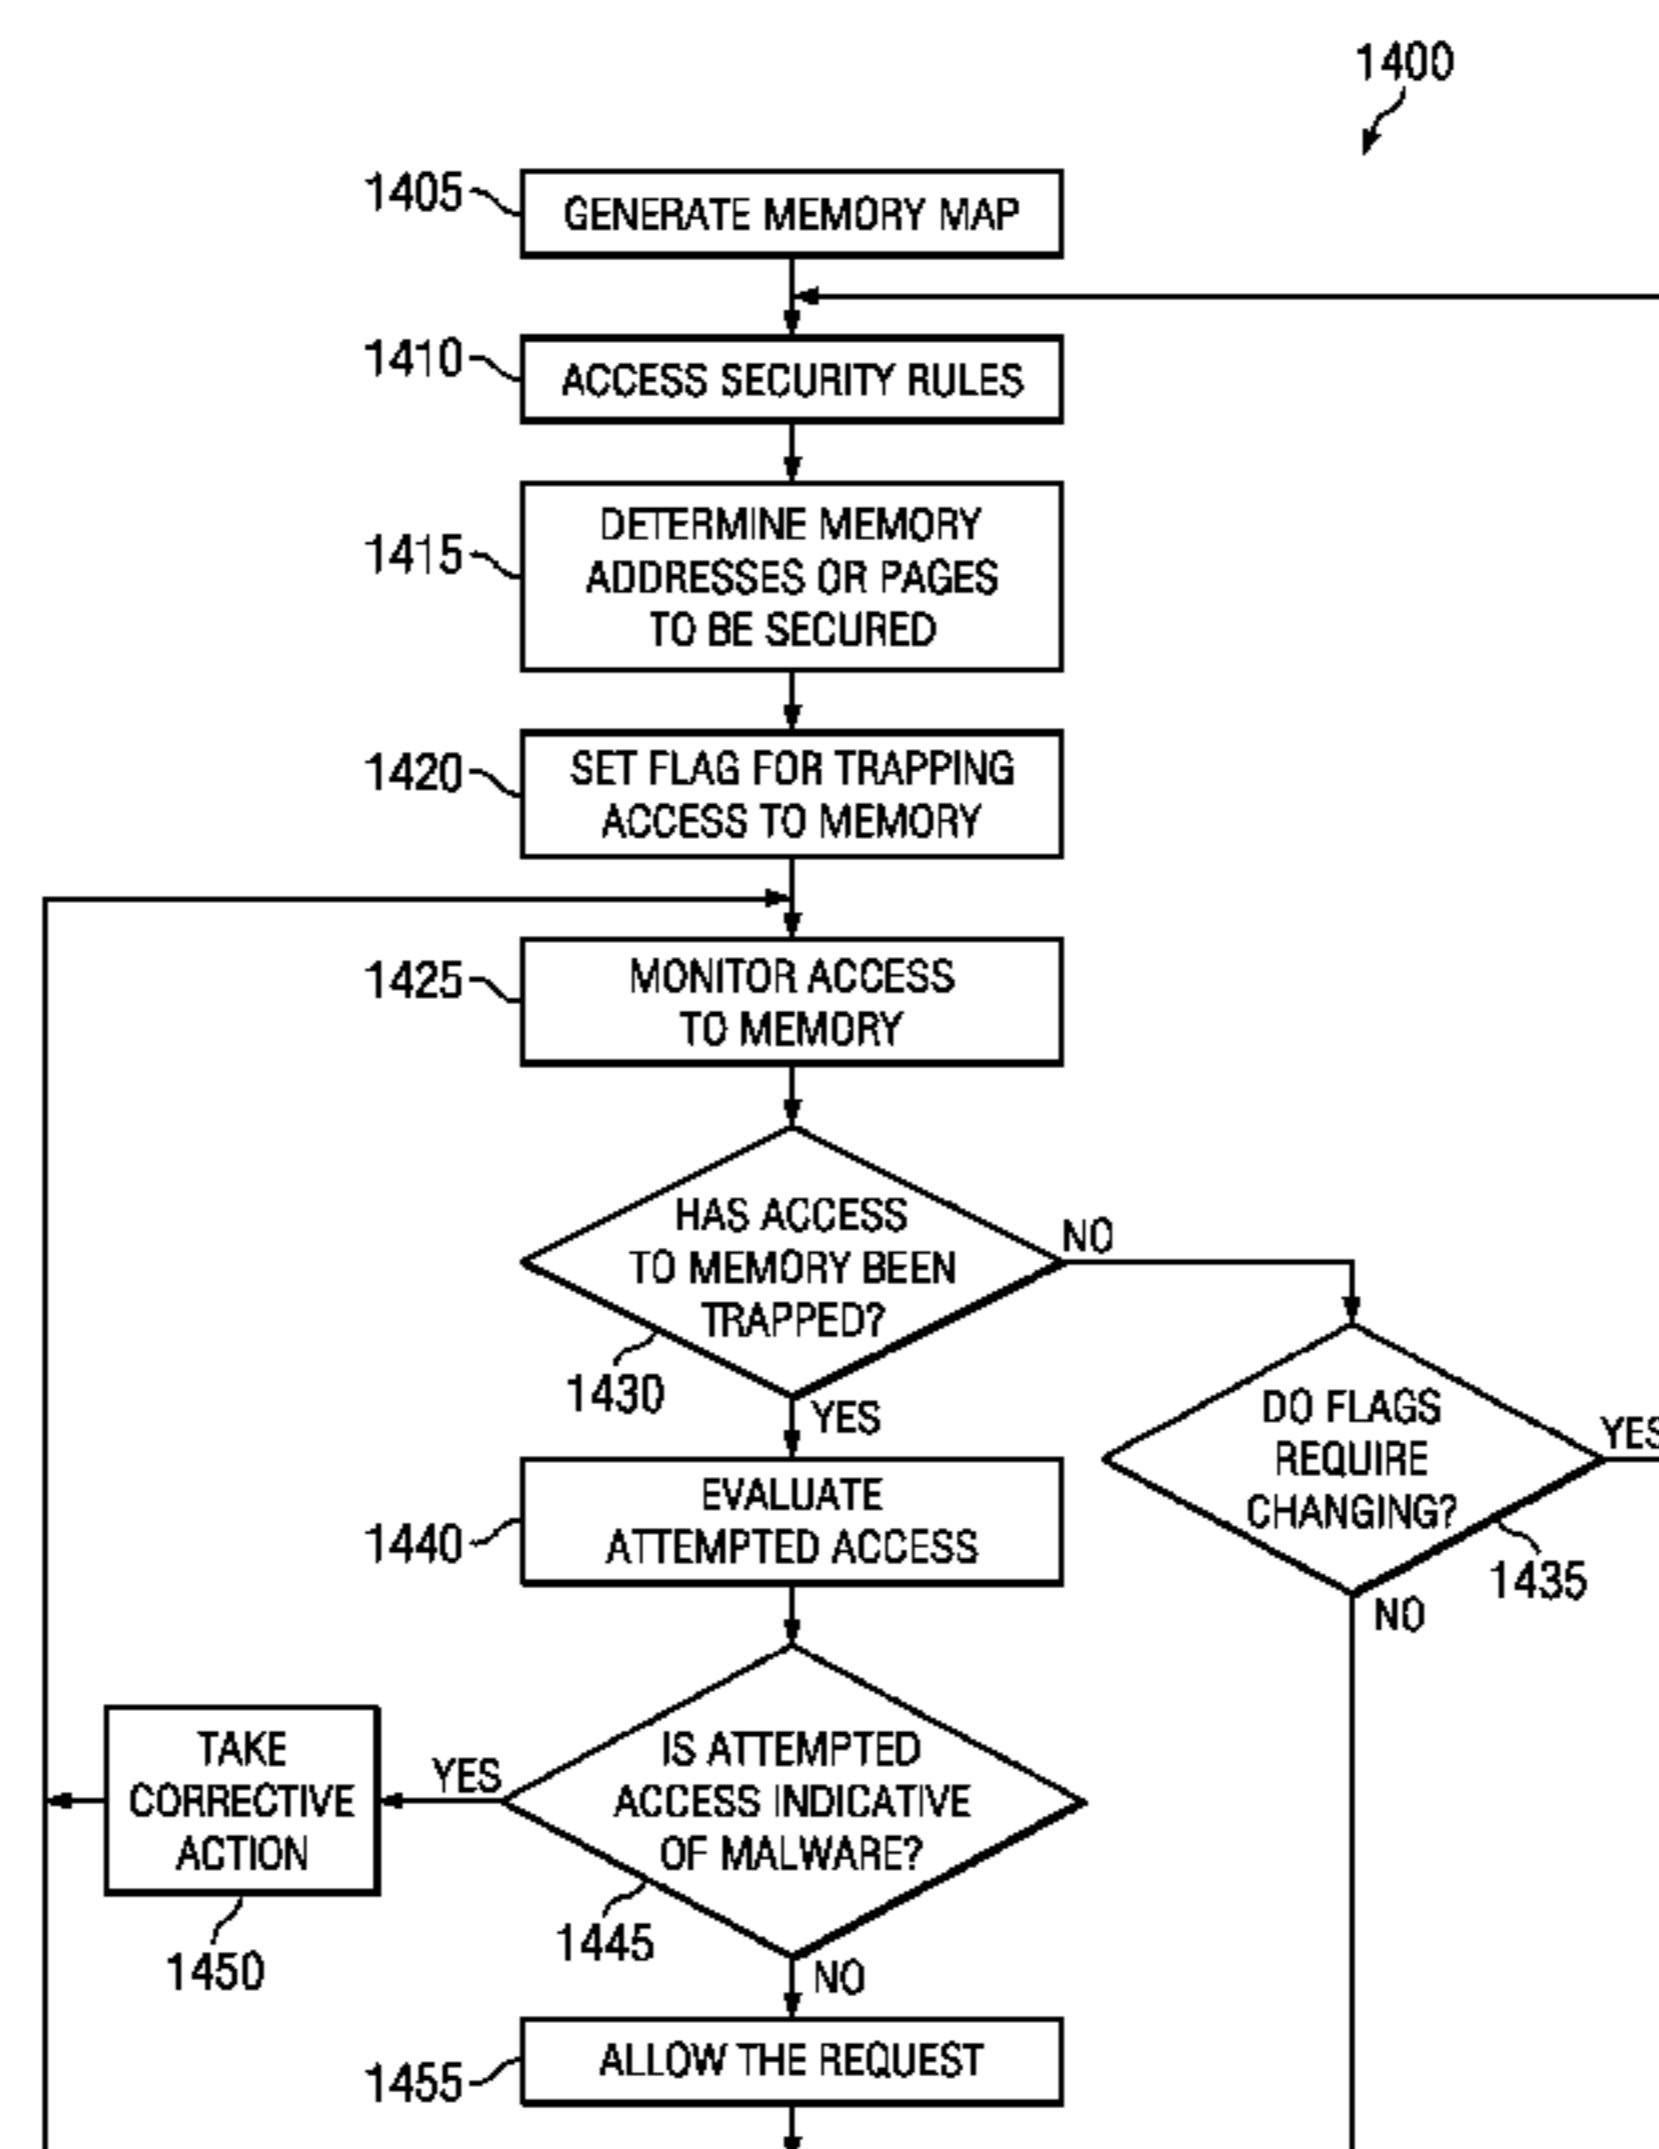 1400
1405
GENERATE MEMORY MAP
1410
ACCESS SECURITY RULES
1415
DETERMINE MEMORY
ADDRESSES OR PAGES
TO BE SECURED
1420
SET FLAG FOR TRAPPING
ACCESS TO MEMORY
1425
MONITOR ACCESS
TO MEMORY
HAS ACCESS
TO MEMORY BEEN
TRAPPED?
NO
1430
YES
DO FLAGS
REQUIRE
CHANGING?
YES
1435
NO
1440
EVALUATE
ATTEMPTED ACCESS
IS ATTEMPTED
ACCESS INDICATIVE
OF MALWARE?
YES
TAKE
CORRECTIVE
ACTION
1445
1450
NO
1455
ALLOW THE REQUEST